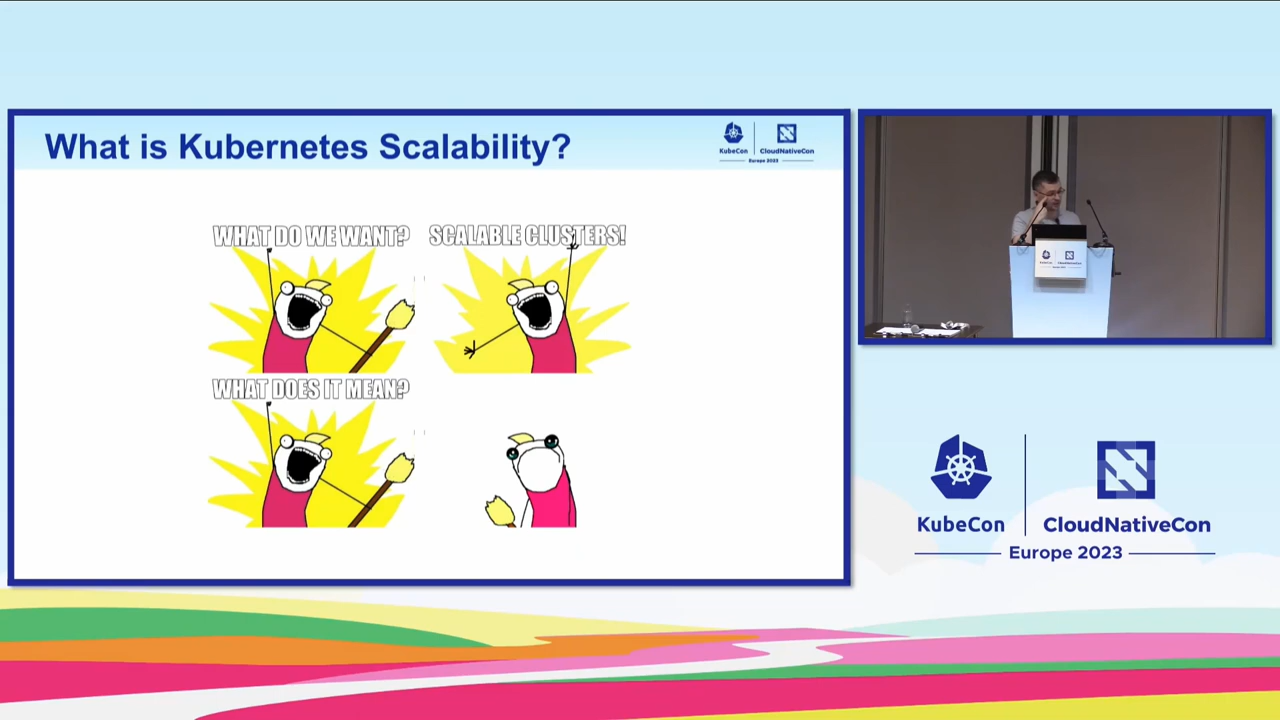 What is Kubernetes Scalability?
KubeCon
CloudNativeCon
Europe 2023
WHAT DO WE WANT?
SCALABLE CLUSTERS!
WHAT DOES IT MEAN?
KubeCon
CloudNativeCon
Europe 2023